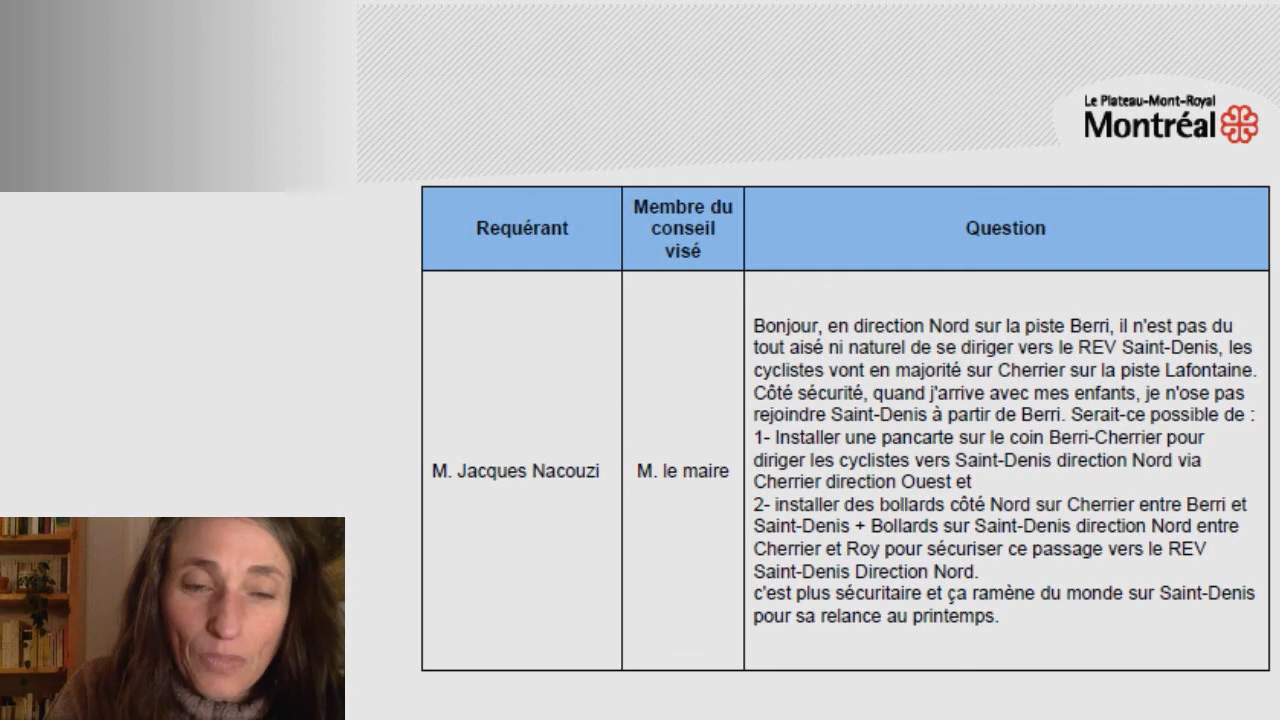 Le Plateau-Mont-Royal
Montréal
Requérant
Membre du
conseil
visé
Question
M. Jacques Nacouzi
M. le maire
Bonjour, en direction Nord sur la piste Berri, il n'est pas du
tout aisé ni naturel de se diriger vers le REV Saint-Denis, les
cyclistes vont en majorité sur Cherrier sur la piste Lafontaine.
Côté sécurité, quand j'arrive avec mes enfants, je n'ose pas
rejoindre Saint-Denis à partir de Berri. Serait-ce possible de :
1- Installer une pancarte sur le coin Berri-Cherrier pour
diriger les cyclistes vers Saint-Denis direction Nord via
Cherrier direction Ouest et
2- installer des bollards côté Nord sur Cherrier entre Berri et
Saint-Denis + Bollards sur Saint-Denis direction Nord entre
Cherrier et Roy pour sécuriser ce passage vers le REV
Saint-Denis Direction Nord.
c'est plus sécuritaire et ça ramène du monde sur Saint-Denis
pour sa relance au printemps.